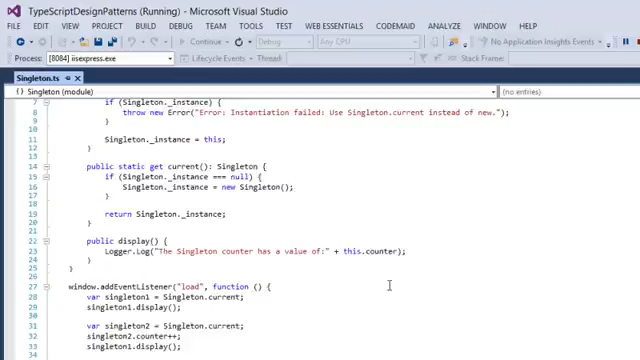 TypeScriptDesignPatterns (Running) - Microsoft Visual Studio
FILE EDIT VIEW PROJECT BUILD DEBUG TEAM TOOLS TEST WEB ESSENTIALS CODEMAID ANALYZE WINDOW HELP
Continue Debug Any CPU No Application Insights Events
Process: [8084] iisexpress.exe Lifecycle Events Thread: Stack Frame:
Singleton.ts
{} Singleton (module) (no entries)
7 if (Singleton._instance) {
8 throw new Error("Error: Instantiation failed: Use Singleton.current instead of new.");
9 }
10
11 Singleton._instance = this;
12 }
13
14 public static get current(): Singleton {
15 if (Singleton._instance === null) {
16 Singleton._instance = new Singleton();
17 }
18
19 return Singleton._instance;
20 }
21
22 public display() {
23 Logger.Log("The Singleton counter has a value of:" + this.counter);
24 }
25 }
26
27 window.addEventListener("load", function () {
28 var singleton1 = Singleton.current;
29 singleton1.display();
30
31 var singleton2 = Singleton.current;
32 singleton2.counter++;
33 singleton1.display();
34